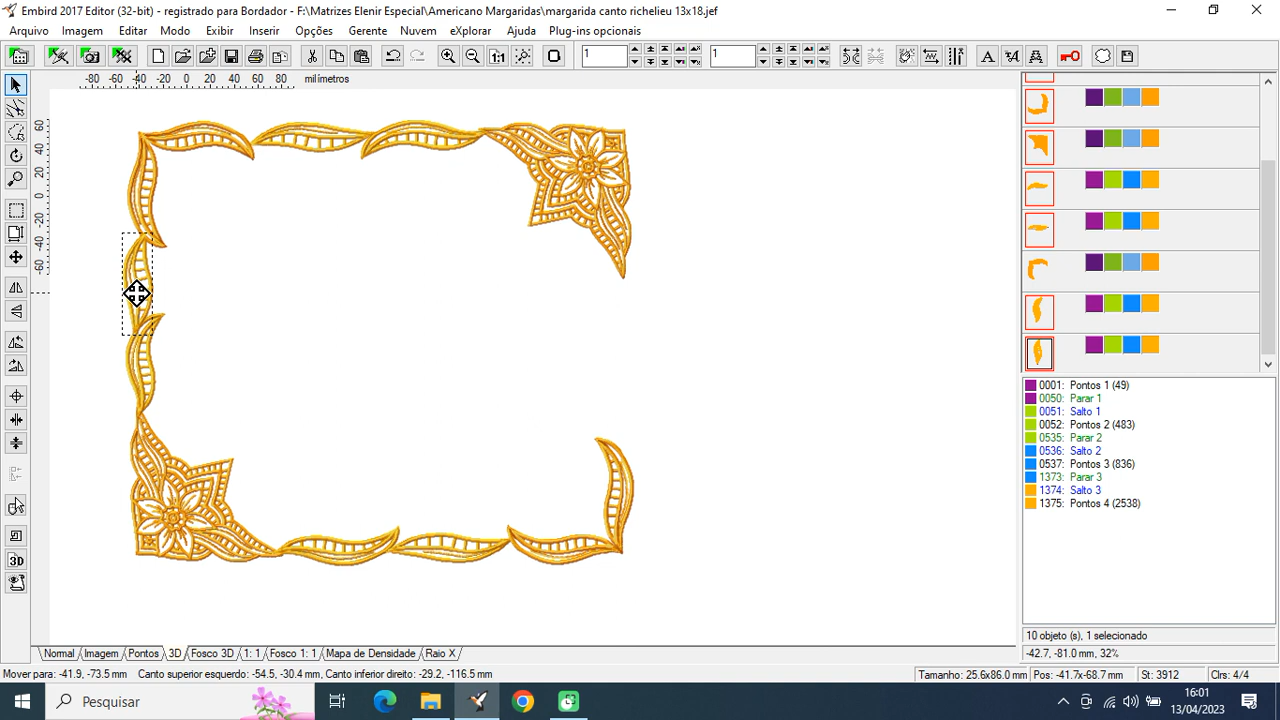 Embird 2017 Editor (32-bit) - registrado para Bordador - F:\Matrizes Elenir Especial\Americano Margaridas\margarida canto richelieu 13x18.jef
Arquivo Imagem Editar Modo Exibir Inserir Opções Gerente Nuvem eXplorar Ajuda Plug-ins opcionais
1:1 1 1 A A A
-80 -60 -40 -20 0 20 40 60 80 milímetros
60
40
20
0
-20
-40
-60
3D
0001: Pontos 1 (49)
0050: Parar 1
0051: Salto 1
0052: Pontos 2 (483)
0535: Parar 2
0536: Salto 2
0537: Pontos 3 (836)
1373: Parar 3
1374: Salto 3
1375: Pontos 4 (2538)
10 objeto (s), 1 selecionado
-42.7, -81.0 mm, 32%
Normal Imagem Pontos 3D Fosco 3D 1: 1 Fosco 1: 1 Mapa de Densidade Raio X
Mover para: -41.9, -73.5 mm Canto superior esquerdo: -54.5, -30.4 mm, Canto inferior direito: -29.2, -116.5 mm Tamanho: 25.6x86.0 mm Pos: -41.7x-68.7 mm St: 3912 Clrs: 4/4
Pesquisar
16:01
13/04/2023